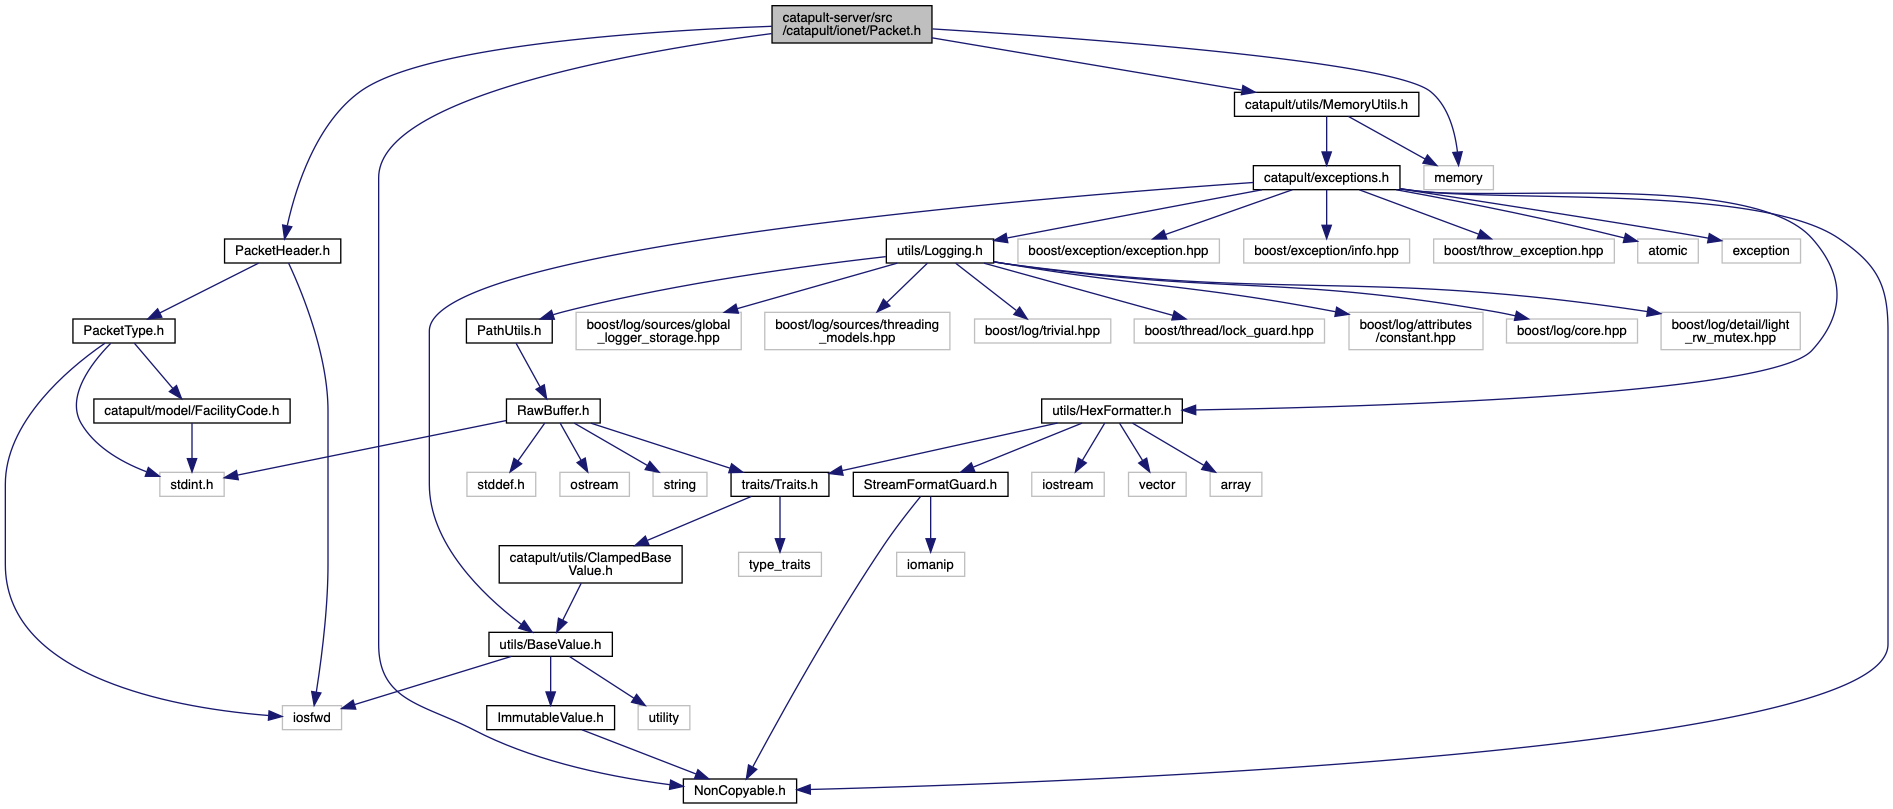 catapult-server/src
/catapult/ionet/Packet.h
catapult/utils/MemoryUtils.h
catapult/exceptions.h
memory
PacketHeader.h
utils/Logging.h
boost/exception/exception.hpp
boost/exception/info.hpp
boost/throw_exception.hpp
atomic
exception
PacketType.h
PathUtils.h
boost/log/sources/global
_logger_storage.hpp
boost/log/sources/threading
_models.hpp
boost/log/trivial.hpp
boost/thread/lock_guard.hpp
boost/log/attributes
/constant.hpp
boost/log/core.hpp
boost/log/detail/light
_rw_mutex.hpp
catapult/model/FacilityCode.h
RawBuffer.h
utils/HexFormatter.h
stdint.h
stddef.h
ostream
string
traits/Traits.h
StreamFormatGuard.h
iostream
vector
array
catapult/utils/ClampedBase
Value.h
type_traits
iomanip
utils/BaseValue.h
iosfwd
ImmutableValue.h
utility
NonCopyable.h